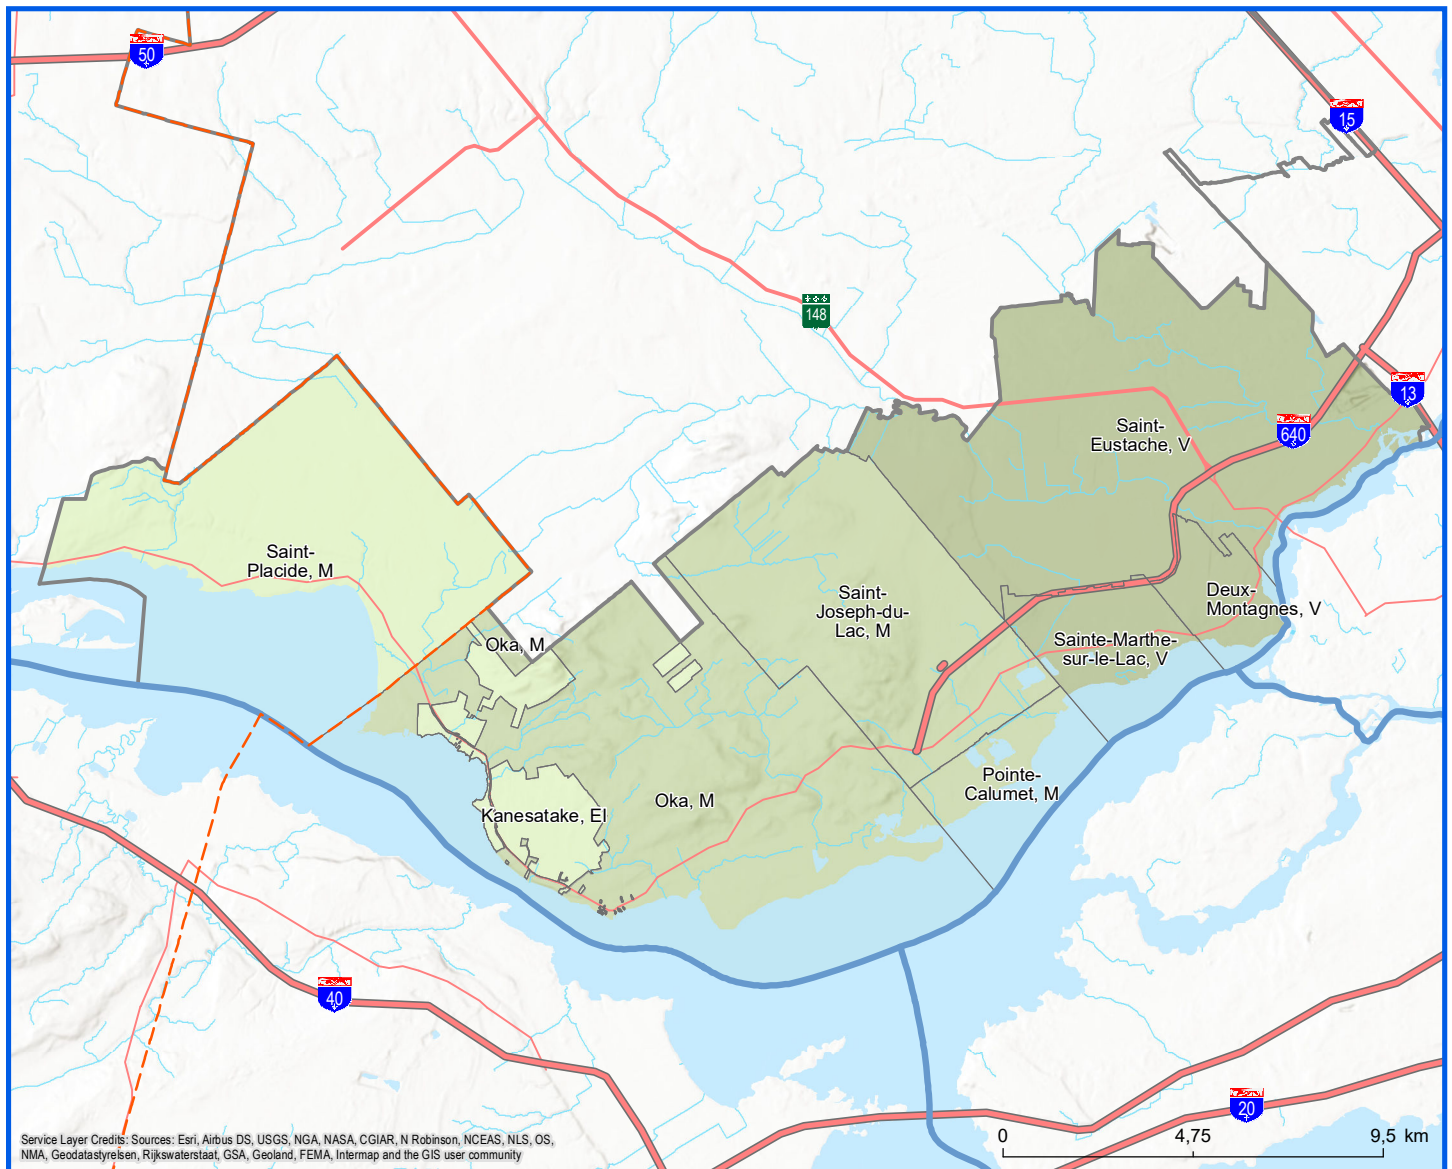 50
15
148
13
Saint-
Eustache, V
640
Saint-
Placide, M
Saint-
Joseph-du-
Lac, M
Deux-
Montagnes, V
Oka, M
Sainte-Marthe-
sur-le-Lac, V
Pointe-
Calumet, M
Oka, M
Kanesatake, EI
40
20
Service Layer Credits: Sources: Esri, Airbus DS, USGS, NGA, NASA, CGIAR, N Robinson, NCEAS, NLS, OS,
NMA, Geodatastyrelsen, Rijkswaterstaat, GSA, Geoland, FEMA, Intermap and the GIS user community
0 4,75 9,5 km